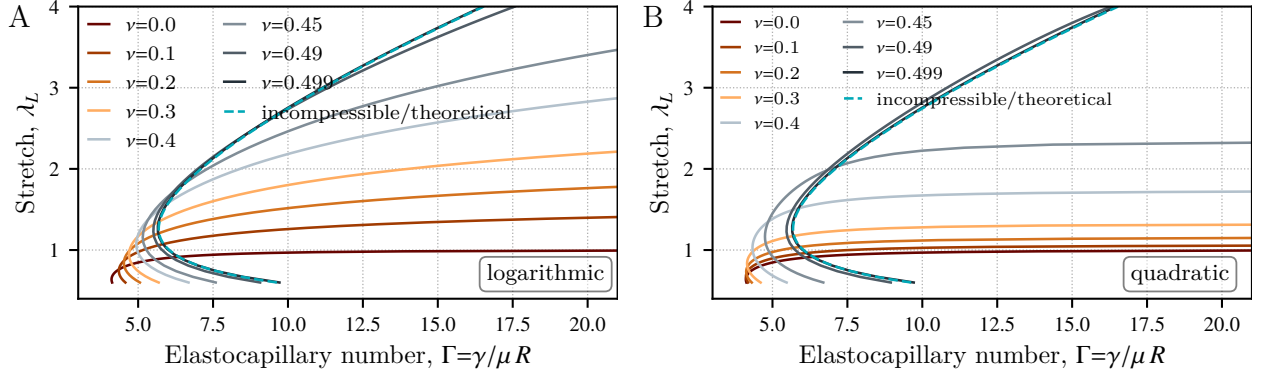 A
4
3
2
1
Stretch, λ_L
ν=0.0
ν=0.1
ν=0.2
ν=0.3
ν=0.4
ν=0.45
ν=0.49
ν=0.499
incompressible/theoretical
logarithmic
5.0 7.5 10.0 12.5 15.0 17.5 20.0
Elastocapillary number, Γ=γ/μR
B
4
3
2
1
Stretch, λ_L
ν=0.0
ν=0.1
ν=0.2
ν=0.3
ν=0.4
ν=0.45
ν=0.49
ν=0.499
incompressible/theoretical
quadratic
5.0 7.5 10.0 12.5 15.0 17.5 20.0
Elastocapillary number, Γ=γ/μR